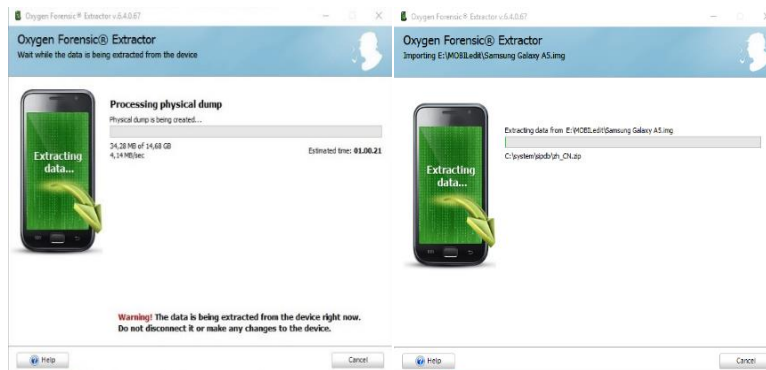 Oxygen Forensic® Extractor v.6.4.0.67
Oxygen Forensic® Extractor
Wait while the data is being extracted from the device
Extracting
data...
Processing physical dump
Physical dump is being created...
34,28 MB of 14,68 GB
4,14 MB/sec
Estimated time: 01.00.21
Warning! The data is being extracted from the device right now.
Do not disconnect it or make any changes to the device.
Help
Cancel
Oxygen Forensic® Extractor v.6.4.0.67
Oxygen Forensic® Extractor
Importing E:\MOBILedit\Samsung Galaxy A5.img
Extracting
data...
Extracting data from E:\MOBILedit\Samsung Galaxy A5.img
C:\system\sipdb\zh_CN.zip
Help
Cancel